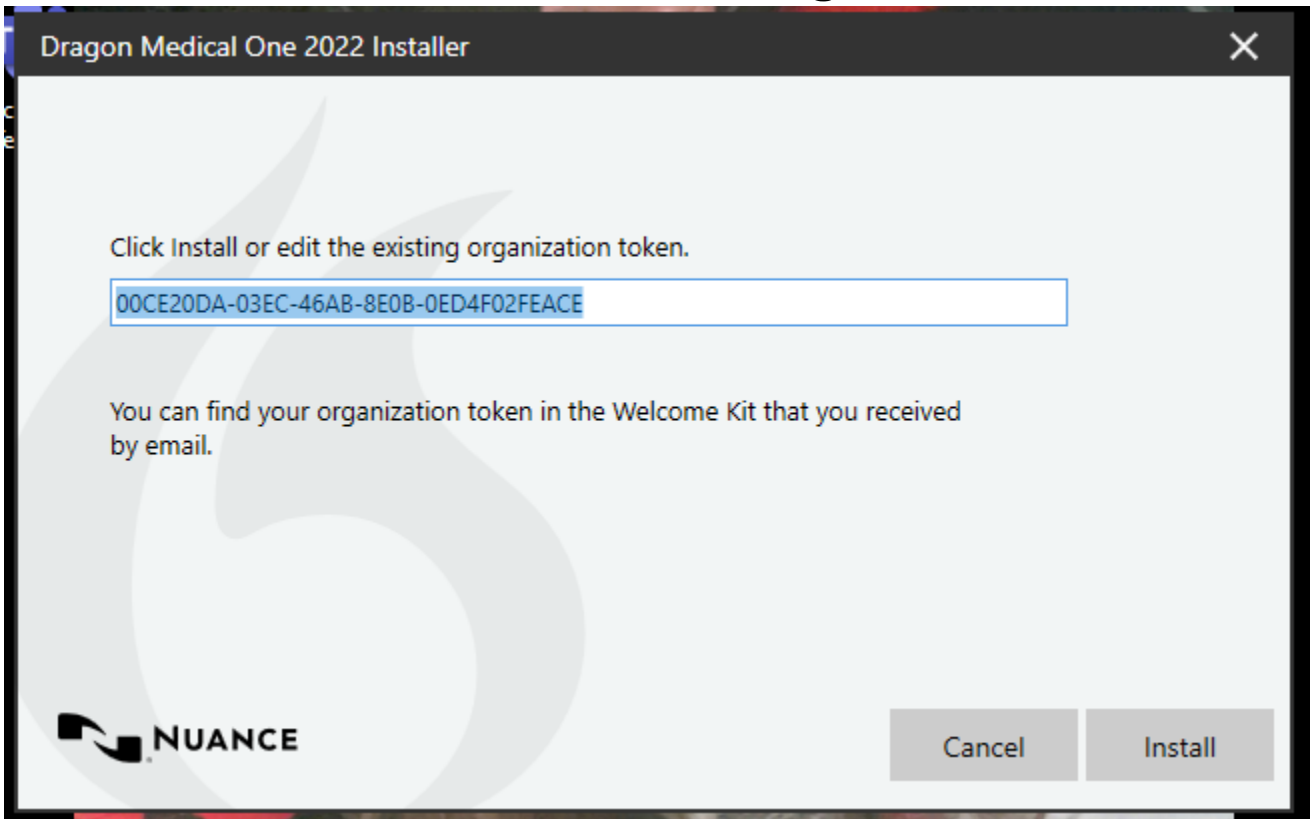 Dragon Medical One 2022 Installer
Click Install or edit the existing organization token.
00CE20DA-03EC-46AB-8E0B-0ED4F02FEACE
You can find your organization token in the Welcome Kit that you received
by email.
NUANCE
Cancel
Install